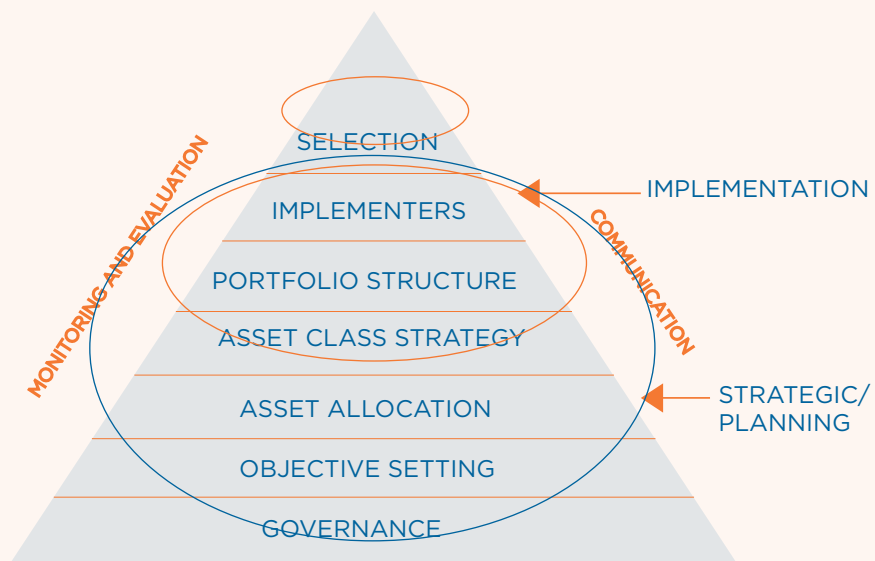 SELECTION
MONITORING AND EVALUATION
IMPLEMENTATION
IMPLEMENTERS
COMMUNICATION
PORTFOLIO STRUCTURE
ASSET CLASS STRATEGY
STRATEGIC/
PLANNING
ASSET ALLOCATION
OBJECTIVE SETTING
GOVERNANCE